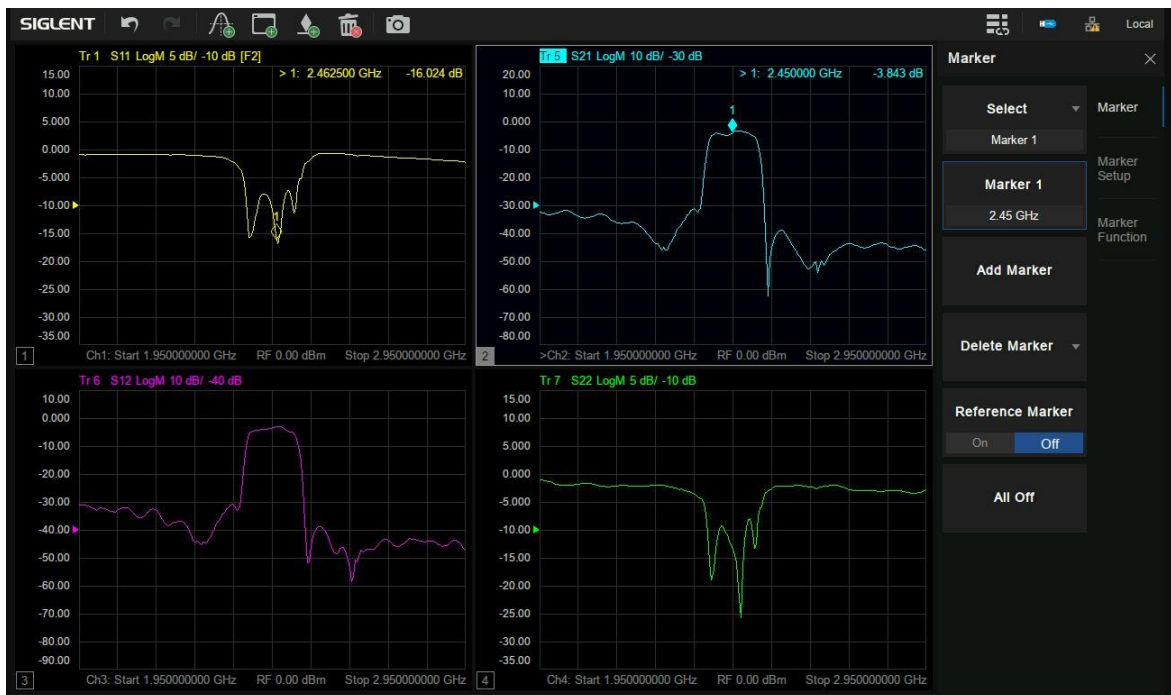 SIGLENT
Local
Tr 1 S11 LogM 5 dB/ -10 dB [F2]
> 1: 2.462500 GHz -16.024 dB
15.00
10.00
5.000
0.000
-5.000
-10.00
-15.00
-20.00
-25.00
-30.00
-35.00
1
1
Ch1: Start 1.950000000 GHz RF 0.00 dBm Stop 2.950000000 GHz
Tr 5 S21 LogM 10 dB/ -30 dB
> 1: 2.450000 GHz -3.843 dB
20.00
10.00
0.000
-10.00
-20.00
-30.00
-40.00
-50.00
-60.00
-70.00
-80.00
1
2
>Ch2: Start 1.950000000 GHz RF 0.00 dBm Stop 2.950000000 GHz
Tr 6 S12 LogM 10 dB/ -40 dB
10.00
0.000
-10.00
-20.00
-30.00
-40.00
-50.00
-60.00
-70.00
-80.00
-90.00
3
Ch3: Start 1.950000000 GHz RF 0.00 dBm Stop 2.950000000 GHz
Tr 7 S22 LogM 5 dB/ -10 dB
15.00
10.00
5.000
0.000
-5.000
-10.00
-15.00
-20.00
-25.00
-30.00
-35.00
4
Ch4: Start 1.950000000 GHz RF 0.00 dBm Stop 2.950000000 GHz
Marker
Select
Marker 1
Marker 1
2.45 GHz
Add Marker
Delete Marker
Reference Marker
On Off
All Off
Marker
Marker
Setup
Marker
Function